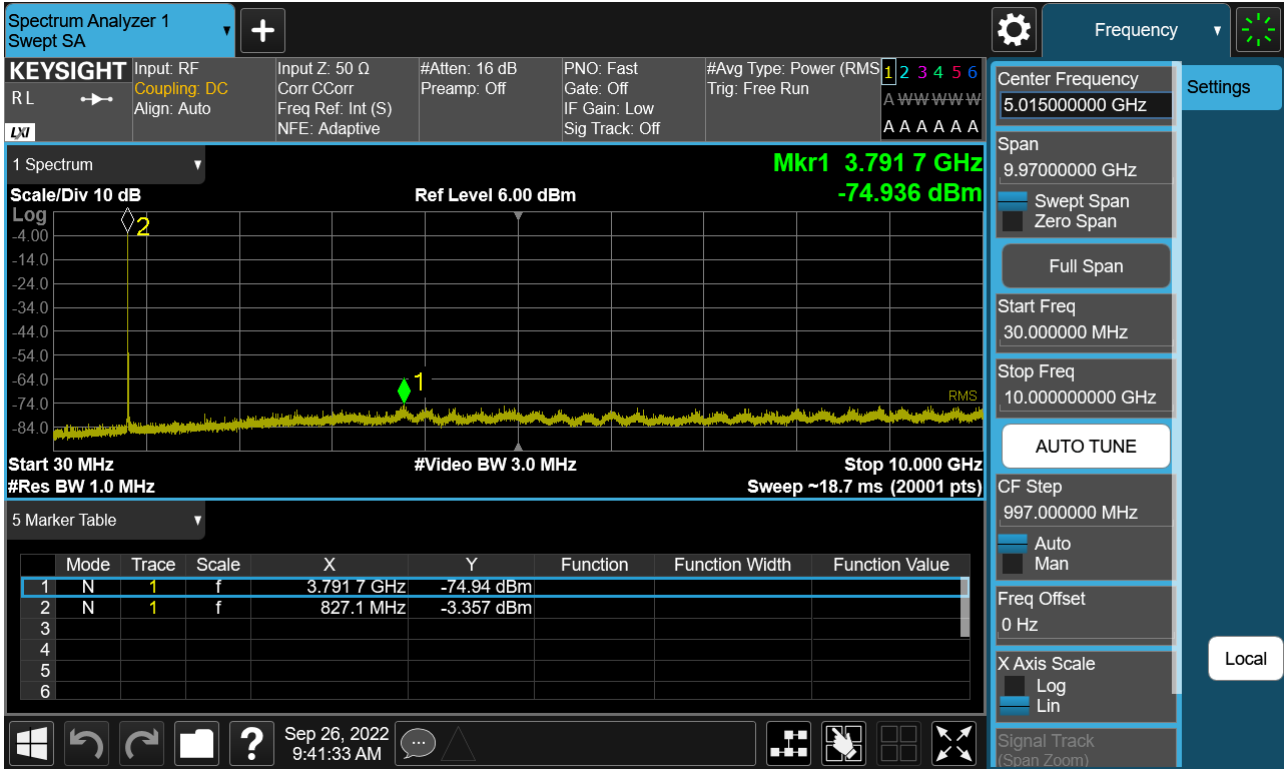 Spectrum Analyzer 1
Swept SA
Frequency
KEYSIGHT
R L
LXI
Input: RF
Coupling: DC
Align: Auto
Input Z: 50 Ω
Corr CCorr
Freq Ref: Int (S)
NFE: Adaptive
#Atten: 16 dB
Preamp: Off
PNO: Fast
Gate: Off
IF Gain: Low
Sig Track: Off
#Avg Type: Power (RMS
Trig: Free Run
1 2 3 4 5 6
A W W W W W
A A A A A A
1 Spectrum
Mkr1 3.791 7 GHz
Scale/Div 10 dB
Ref Level 6.00 dBm
-74.936 dBm
Log
2
-4.00
-14.0
-24.0
-34.0
-44.0
-54.0
-64.0
1
-74.0
RMS
-84.0
Start 30 MHz
#Video BW 3.0 MHz
Stop 10.000 GHz
#Res BW 1.0 MHz
Sweep ~18.7 ms (20001 pts)
5 Marker Table
Mode Trace Scale X Y Function Function Width Function Value
1 N 1 f 3.791 7 GHz -74.94 dBm
2 N 1 f 827.1 MHz -3.357 dBm
3
4
5
6
Center Frequency
5.015000000 GHz
Span
9.97000000 GHz
Swept Span
Zero Span
Full Span
Start Freq
30.000000 MHz
Stop Freq
10.000000000 GHz
AUTO TUNE
CF Step
997.000000 MHz
Auto
Man
Freq Offset
0 Hz
X Axis Scale
Log
Lin
Signal Track
(Span Zoom)
Settings
Local
?
Sep 26, 2022
9:41:33 AM